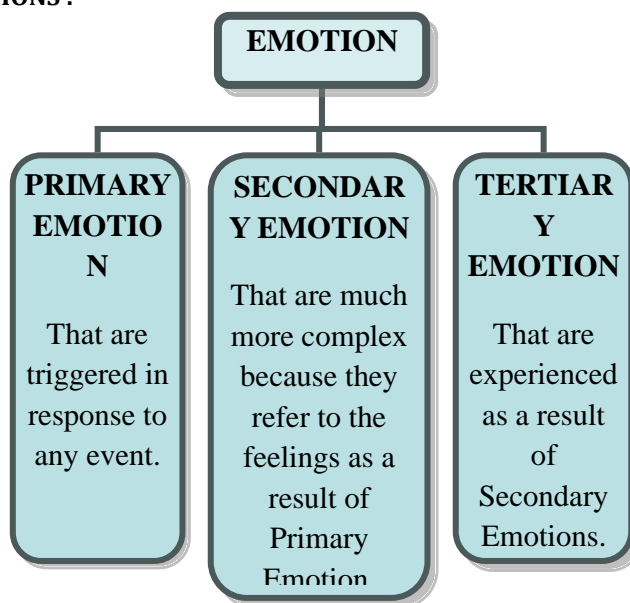 IONS :
EMOTION
PRIMARY
EMOTIO
N
That are
triggered in
response to
any event.
SECONDAR
Y EMOTION
That are much
more complex
because they
refer to the
feelings as a
result of
Primary
Emotion
TERTIAR
Y
EMOTION
That are
experienced
as a result
of
Secondary
Emotions.